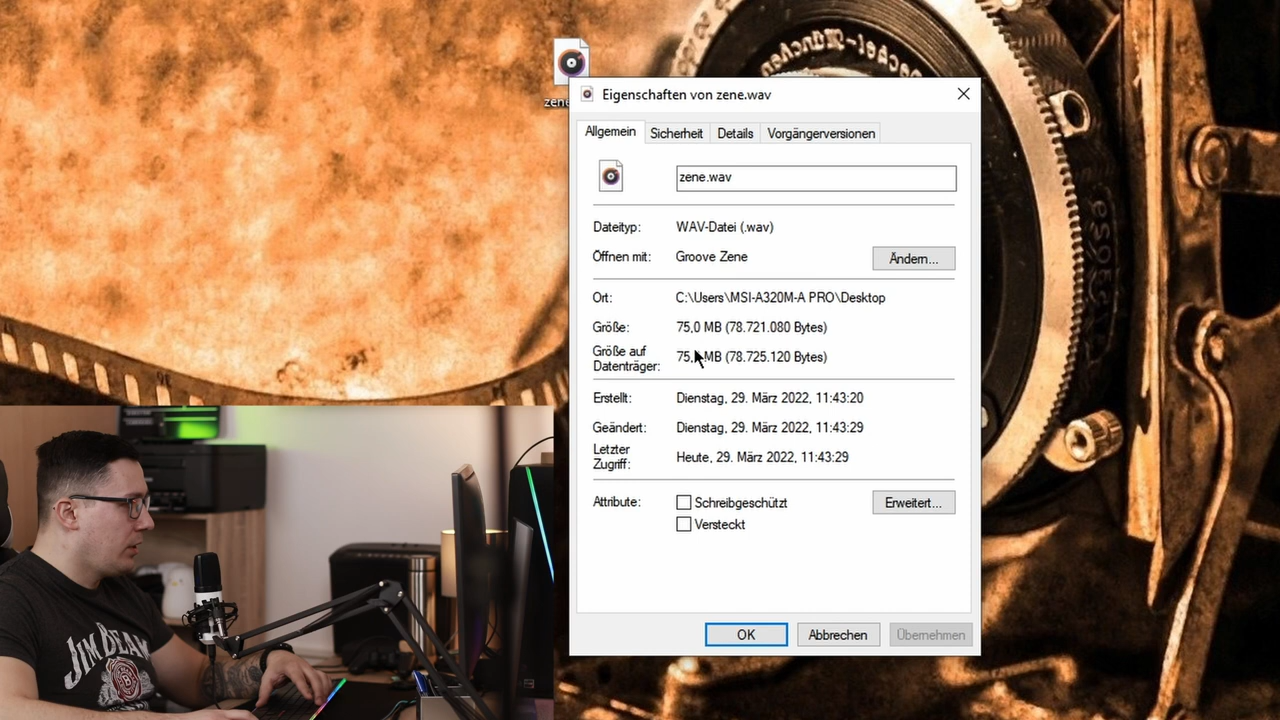 zene
Eigenschaften von zene.wav
Allgemein Sicherheit Details Vorgängerversionen
zene.wav
Dateityp: WAV-Datei (.wav)
Öffnen mit: Groove Zene Ändern...
Ort: C:\Users\MSI-A320M-A PRO\Desktop
Größe: 75,0 MB (78.721.080 Bytes)
Größe auf
Datenträger: 75, MB (78.725.120 Bytes)
Erstellt: Dienstag, 29. März 2022, 11:43:20
Geändert: Dienstag, 29. März 2022, 11:43:29
Letzter
Zugriff: Heute, 29. März 2022, 11:43:29
Attribute: Schreibgeschützt Erweitert...
Versteckt
OK Abbrechen Übernehmen
JIM BEAM